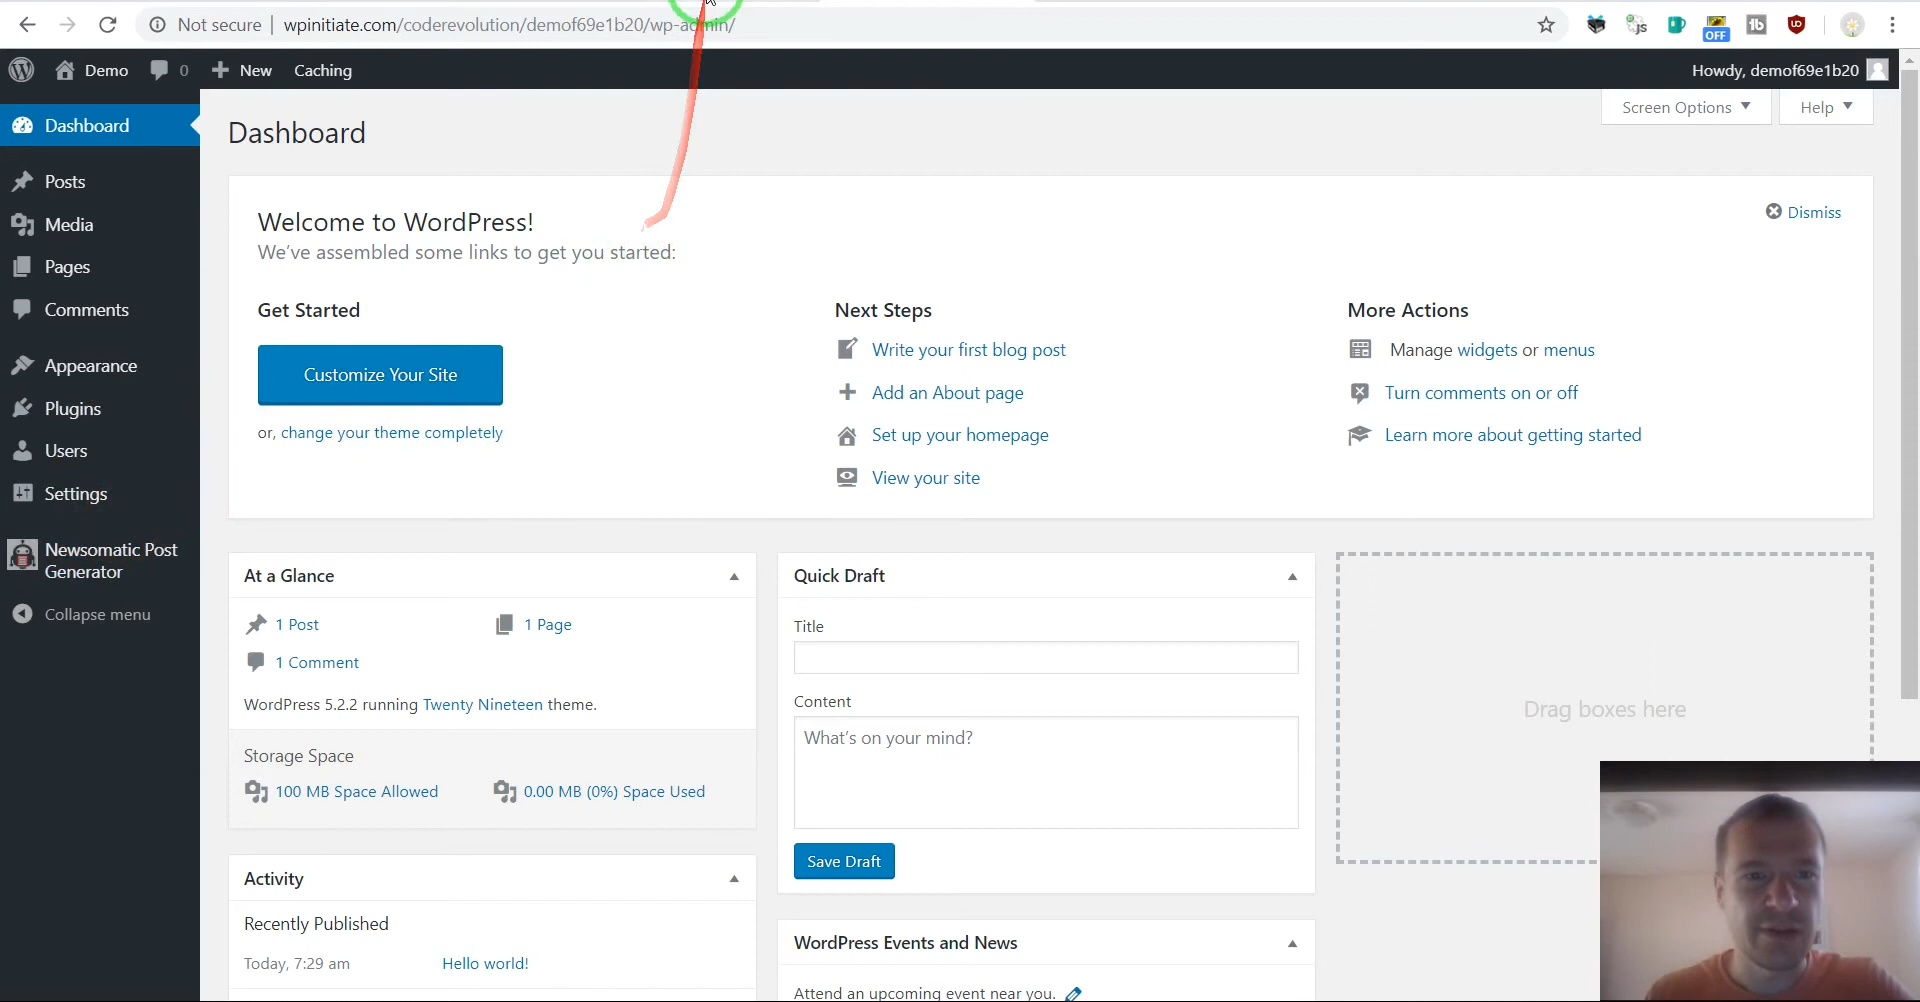 Not secure | wpinitiate.com/coderevolution/demof69e1b20/wp-admin/
OFF
Demo
0
New
Caching
Howdy, demof69e1b20
Dashboard
Posts
Media
Pages
Comments
Appearance
Plugins
Users
Settings
Newsomatic Post
Generator
Collapse menu
Dashboard
Screen Options
Help
Welcome to WordPress!
We’ve assembled some links to get you started:
Dismiss
Get Started
Customize Your Site
or, change your theme completely
Next Steps
Write your first blog post
Add an About page
Set up your homepage
View your site
More Actions
Manage widgets or menus
Turn comments on or off
Learn more about getting started
At a Glance
1 Post
1 Page
1 Comment
WordPress 5.2.2 running Twenty Nineteen theme.
Storage Space
100 MB Space Allowed
0.00 MB (0%) Space Used
Activity
Recently Published
Today, 7:29 am
Hello world!
Quick Draft
Title
Content
What’s on your mind?
Save Draft
WordPress Events and News
Attend an upcoming event near you.
Drag boxes here